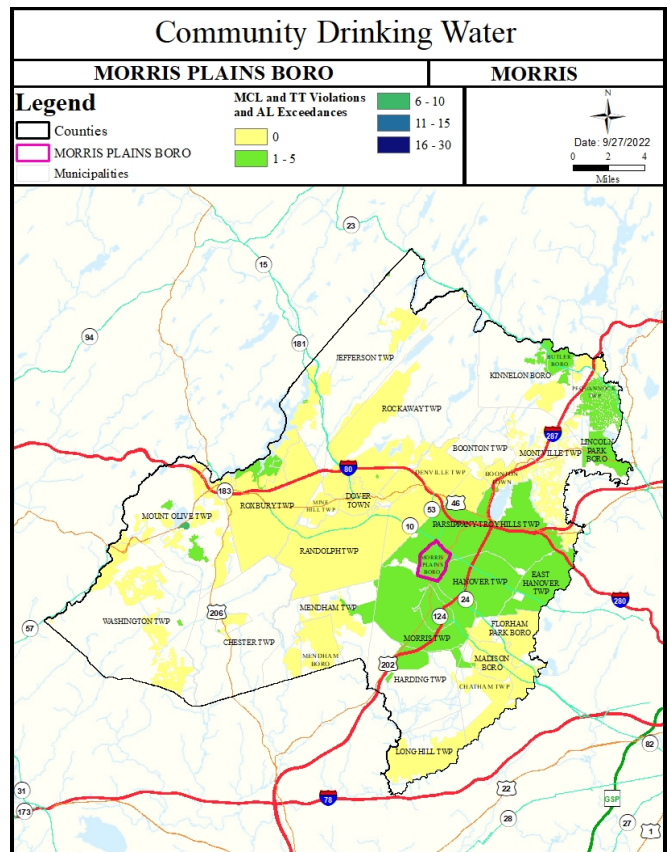 Community Drinking Water
MORRIS PLAINS BORO
MORRIS
Legend
Counties
MORRIS PLAINS BORO
Municipalities
MCL and TT Violations
and AL Exceedances
0
1 - 5
6 - 10
11 - 15
16 - 30
N
Date: 9/27/2022
0 2 4
Miles
23
15
94
181
JEFFERSON TWP
BUTLER
BORO
KINNELON BORO
PEQUANNOCK
TWP
ROCKAWAY TWP
287
LINCOLN
PARK
BORO
BOONTON TWP
MONTVILLE TWP
80
DENVILLE TWP
BOONTON
TOWN
183
MOUNT OLIVE TWP
ROXBURY TWP
MINE
HILL TWP
DOVER
TOWN
46
53
10
PARSIPPANY-TROY HILLS TWP
RANDOLPH TWP
MORRIS
PLAINS
BORO
HANOVER TWP
EAST
HANOVER
TWP
280
24
57
WASHINGTON TWP
206
MENDHAM TWP
124
FLORHAM
PARK BORO
CHESTER TWP
MORRIS TWP
MENDHAM
BORO
202
MADISON
BORO
HARDING TWP
CHATHAM TWP
82
LONG HILL TWP
31
173
78
22
GSP
28
27
1